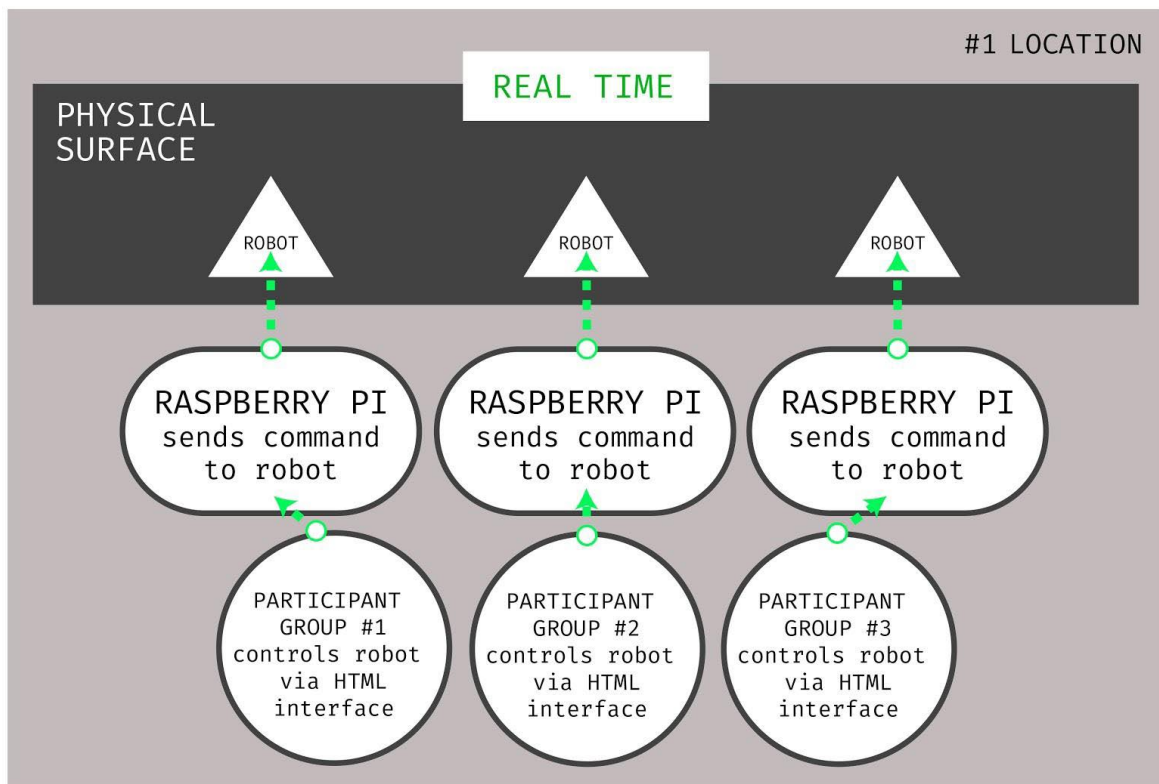 #1 LOCATION
REAL TIME
PHYSICAL
SURFACE
ROBOT
ROBOT
ROBOT
RASPBERRY PI
sends command
to robot
RASPBERRY PI
sends command
to robot
RASPBERRY PI
sends command
to robot
PARTICIPANT
GROUP #1
controls robot
via HTML
interface
PARTICIPANT
GROUP #2
controls robot
via HTML
interface
PARTICIPANT
GROUP #3
controls robot
via HTML
interface